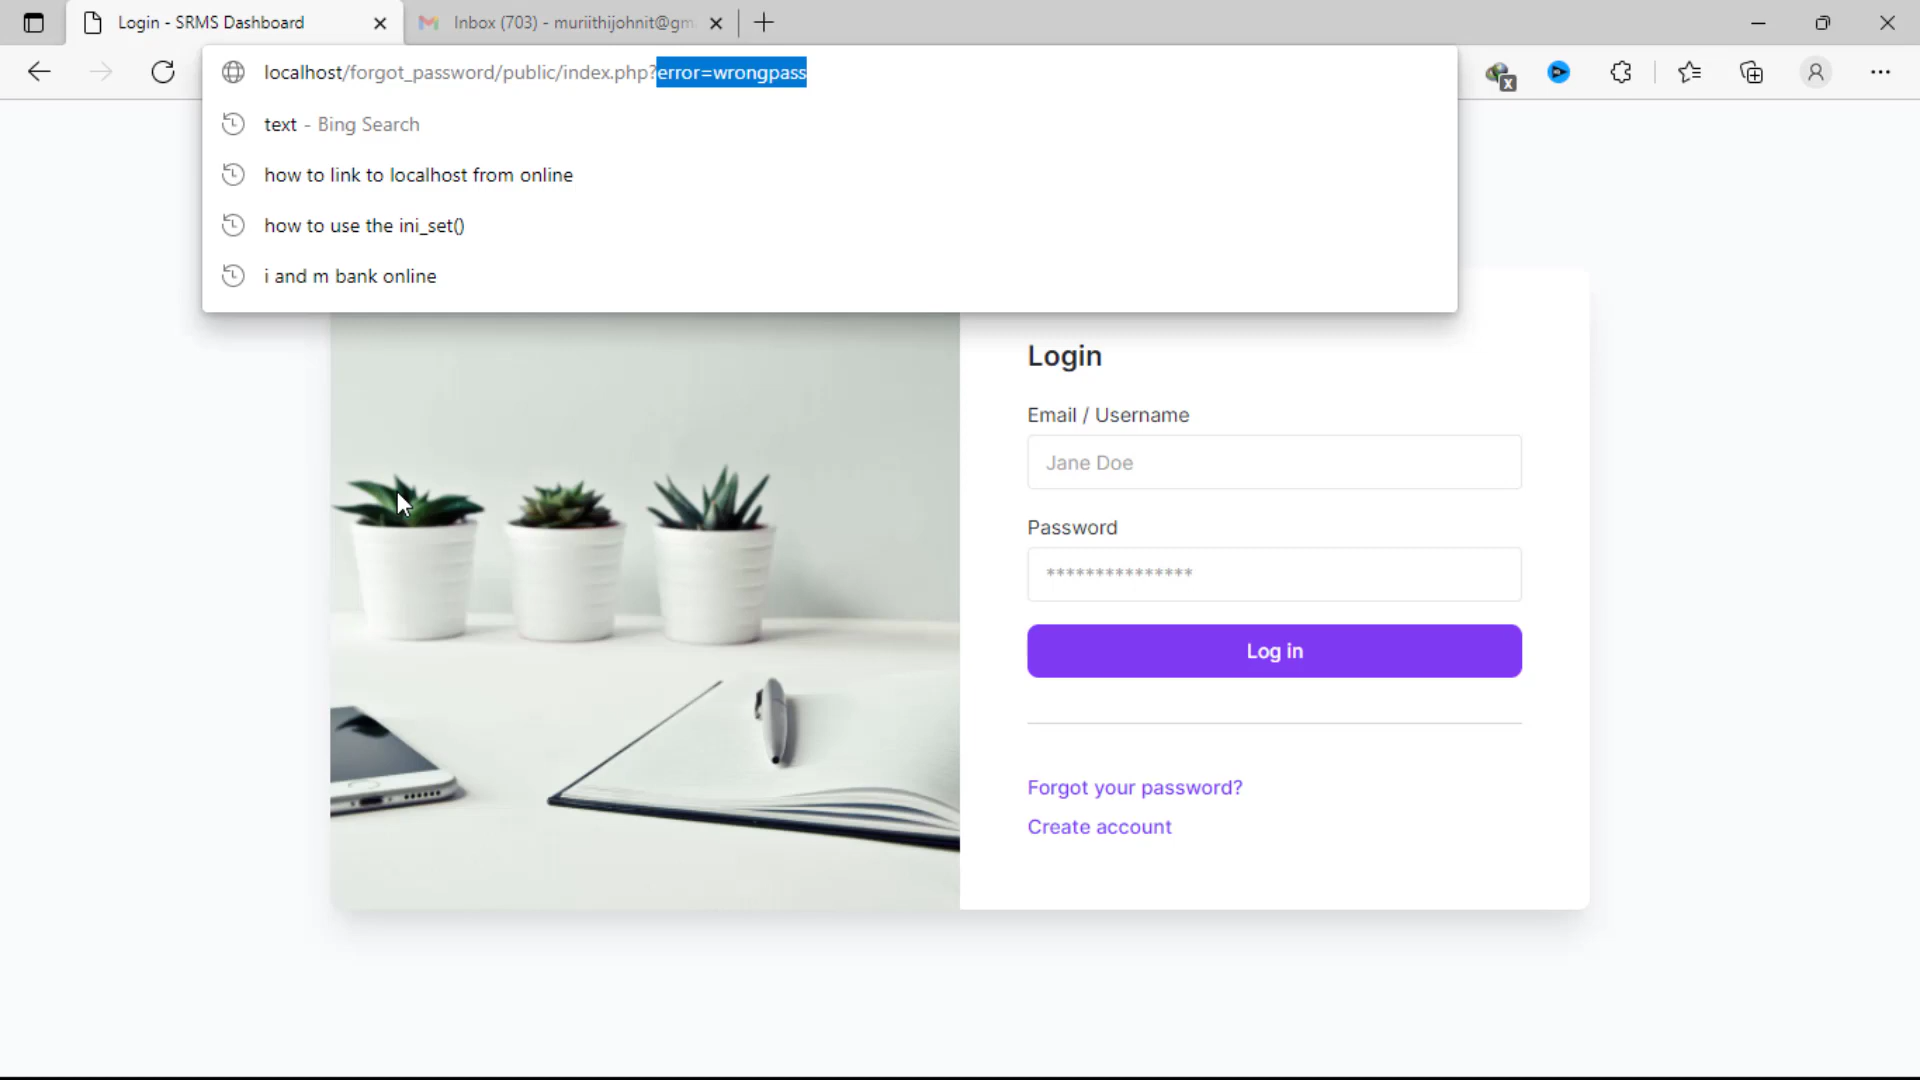 Login - SRMS Dashboard
Inbox (703) - muriithijohnit@gm
localhost/forgot_password/public/index.php?error=wrongpass
x
text - Bing Search
how to link to localhost from online
how to use the ini_set()
i and m bank online
Login
Email / Username
Jane Doe
Password
***************
Log in
Forgot your password?
Create account